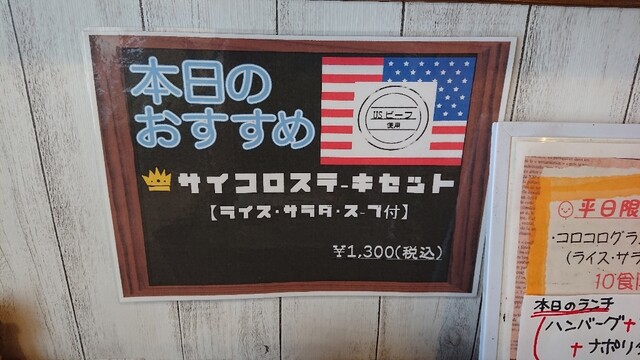 本日の
おすすめ
USビーフ
使用
サイコロステーキセット
【ライス・サラダ・スープ付】
¥1,300(税込)
平日限
・コロコログラ
(ライス・サラ
10食限
本日のランチ
ハンバーグ+
+ナポリ